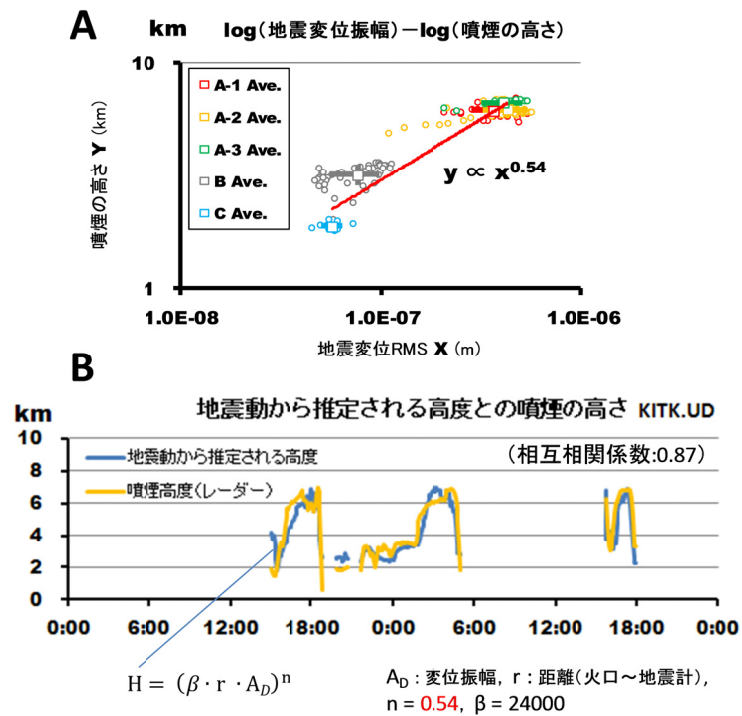 A
km log(地震変位振幅)－log(噴煙の高さ)
10
A-1 Ave.
A-2 Ave.
A-3 Ave.
B Ave.
C Ave.
y ∝ x0.54
噴煙の高さ Y (km)
1
1.0E-08 1.0E-07 1.0E-06
地震変位RMS X (m)
B
km 地震動から推定される高度との噴煙の高さ KITK.UD
10
8
6
4
2
0
地震動から推定される高度
噴煙高度(レーダー)
(相互相関係数:0.87)
0:00 6:00 12:00 18:00 0:00 6:00 12:00 18:00 0:00
H = (β · r · AD)n
AD : 変位振幅, r : 距離(火口～地震計),
n = 0.54, β = 24000